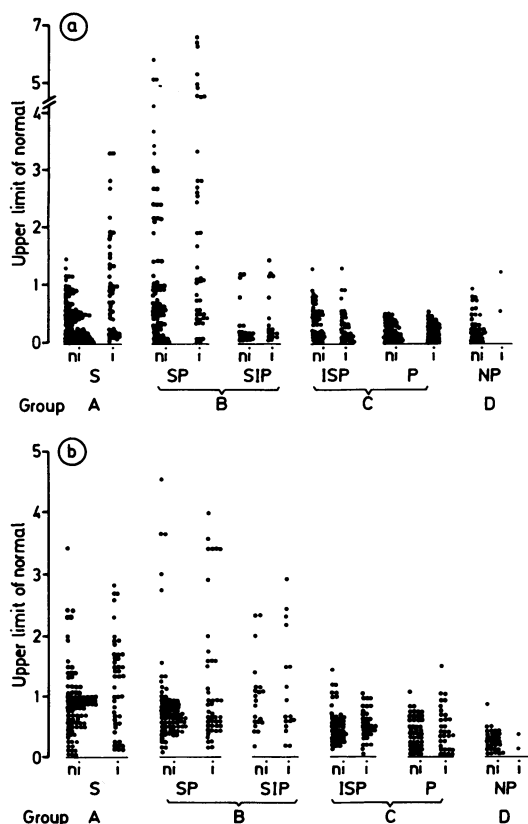 a
7
5
4
3
2
1
0
Upper limit of normal
ni i ni i ni i ni i ni i ni i
S SP SIP ISP P NP
Group A B C D
b
5
4
3
2
1
0
Upper limit of normal
ni i ni i ni i ni i ni i ni i
S SP SIP ISP P NP
Group A B C D